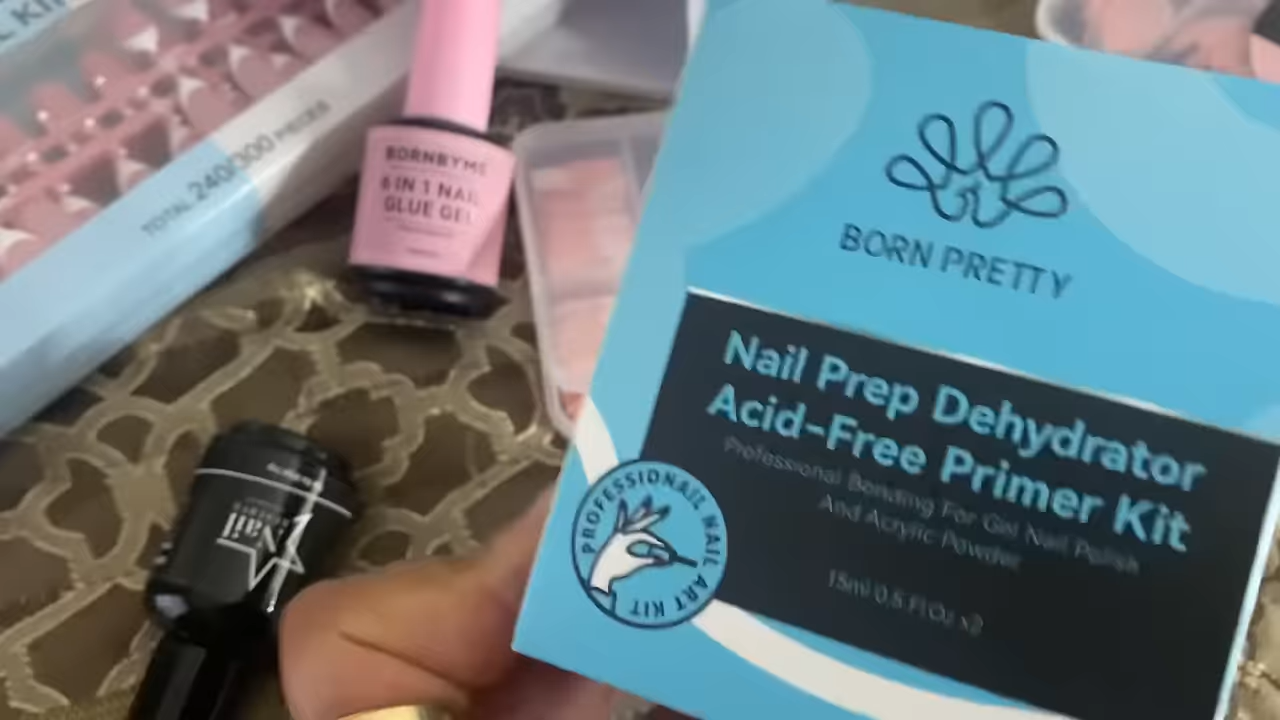 TOTAL 240/300 PIECES
BORNBYME
6 IN 1 NAIL
GLUE GEL
Nail
BORN PRETTY
Nail Prep Dehydrator
Acid-Free Primer Kit
Professional Bonding For Gel Nail Polish
And Acrylic Powder
15ml 0.5 Fl Oz x2
PROFESSIONAIL NAIL ART KIT